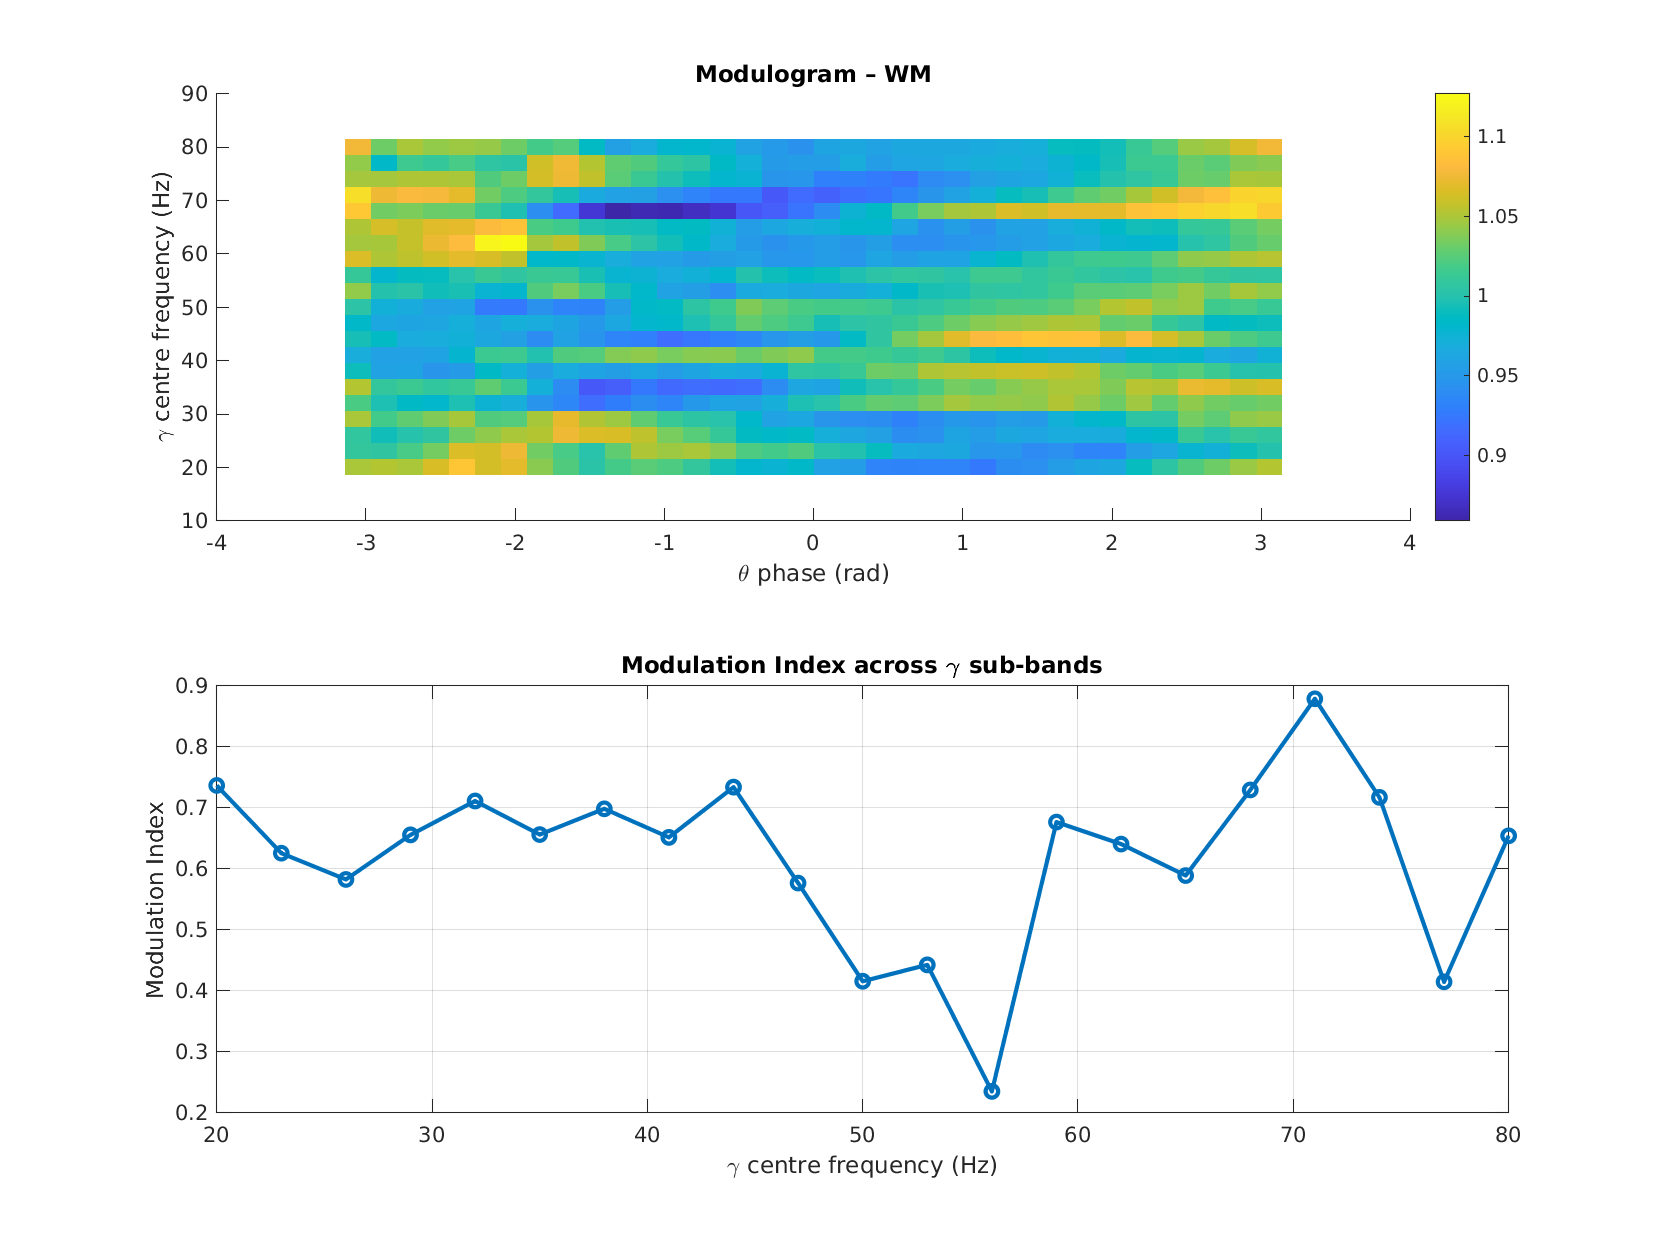 Modulogram – WM
90
80
70
60
50
40
30
20
10
γ centre frequency (Hz)
-4 -3 -2 -1 0 1 2 3 4
θ phase (rad)
1.1
1.05
1
0.95
0.9
Modulation Index across γ sub-bands
0.9
0.8
0.7
0.6
0.5
0.4
0.3
0.2
Modulation Index
20 30 40 50 60 70 80
γ centre frequency (Hz)